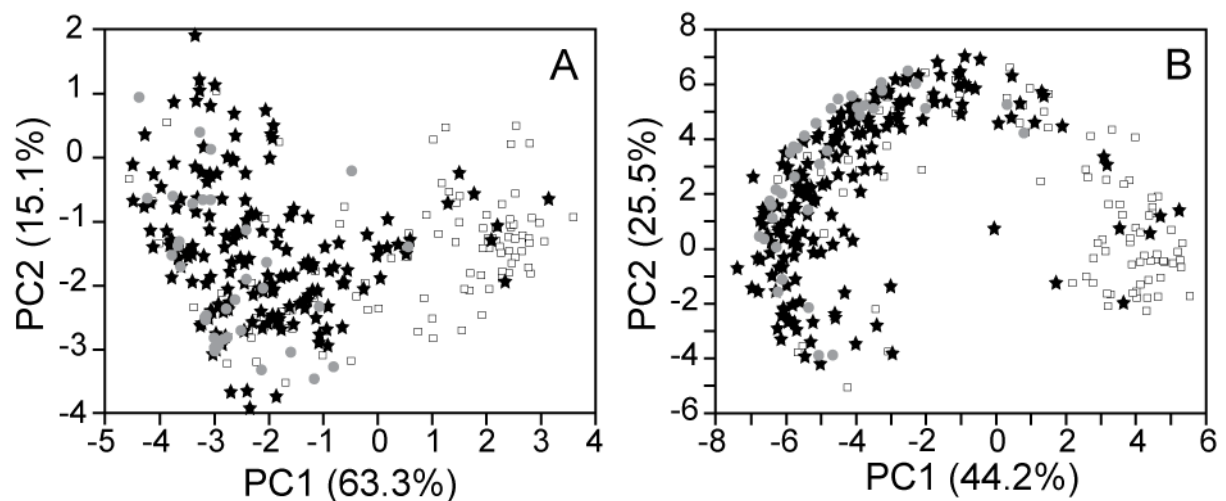 A
2
1
0
-1
-2
-3
-4
PC2 (15.1%)
-5 -4 -3 -2 -1 0 1 2 3 4
PC1 (63.3%)
B
8
6
4
2
0
-2
-4
-6
PC2 (25.5%)
-8 -6 -4 -2 0 2 4 6
PC1 (44.2%)